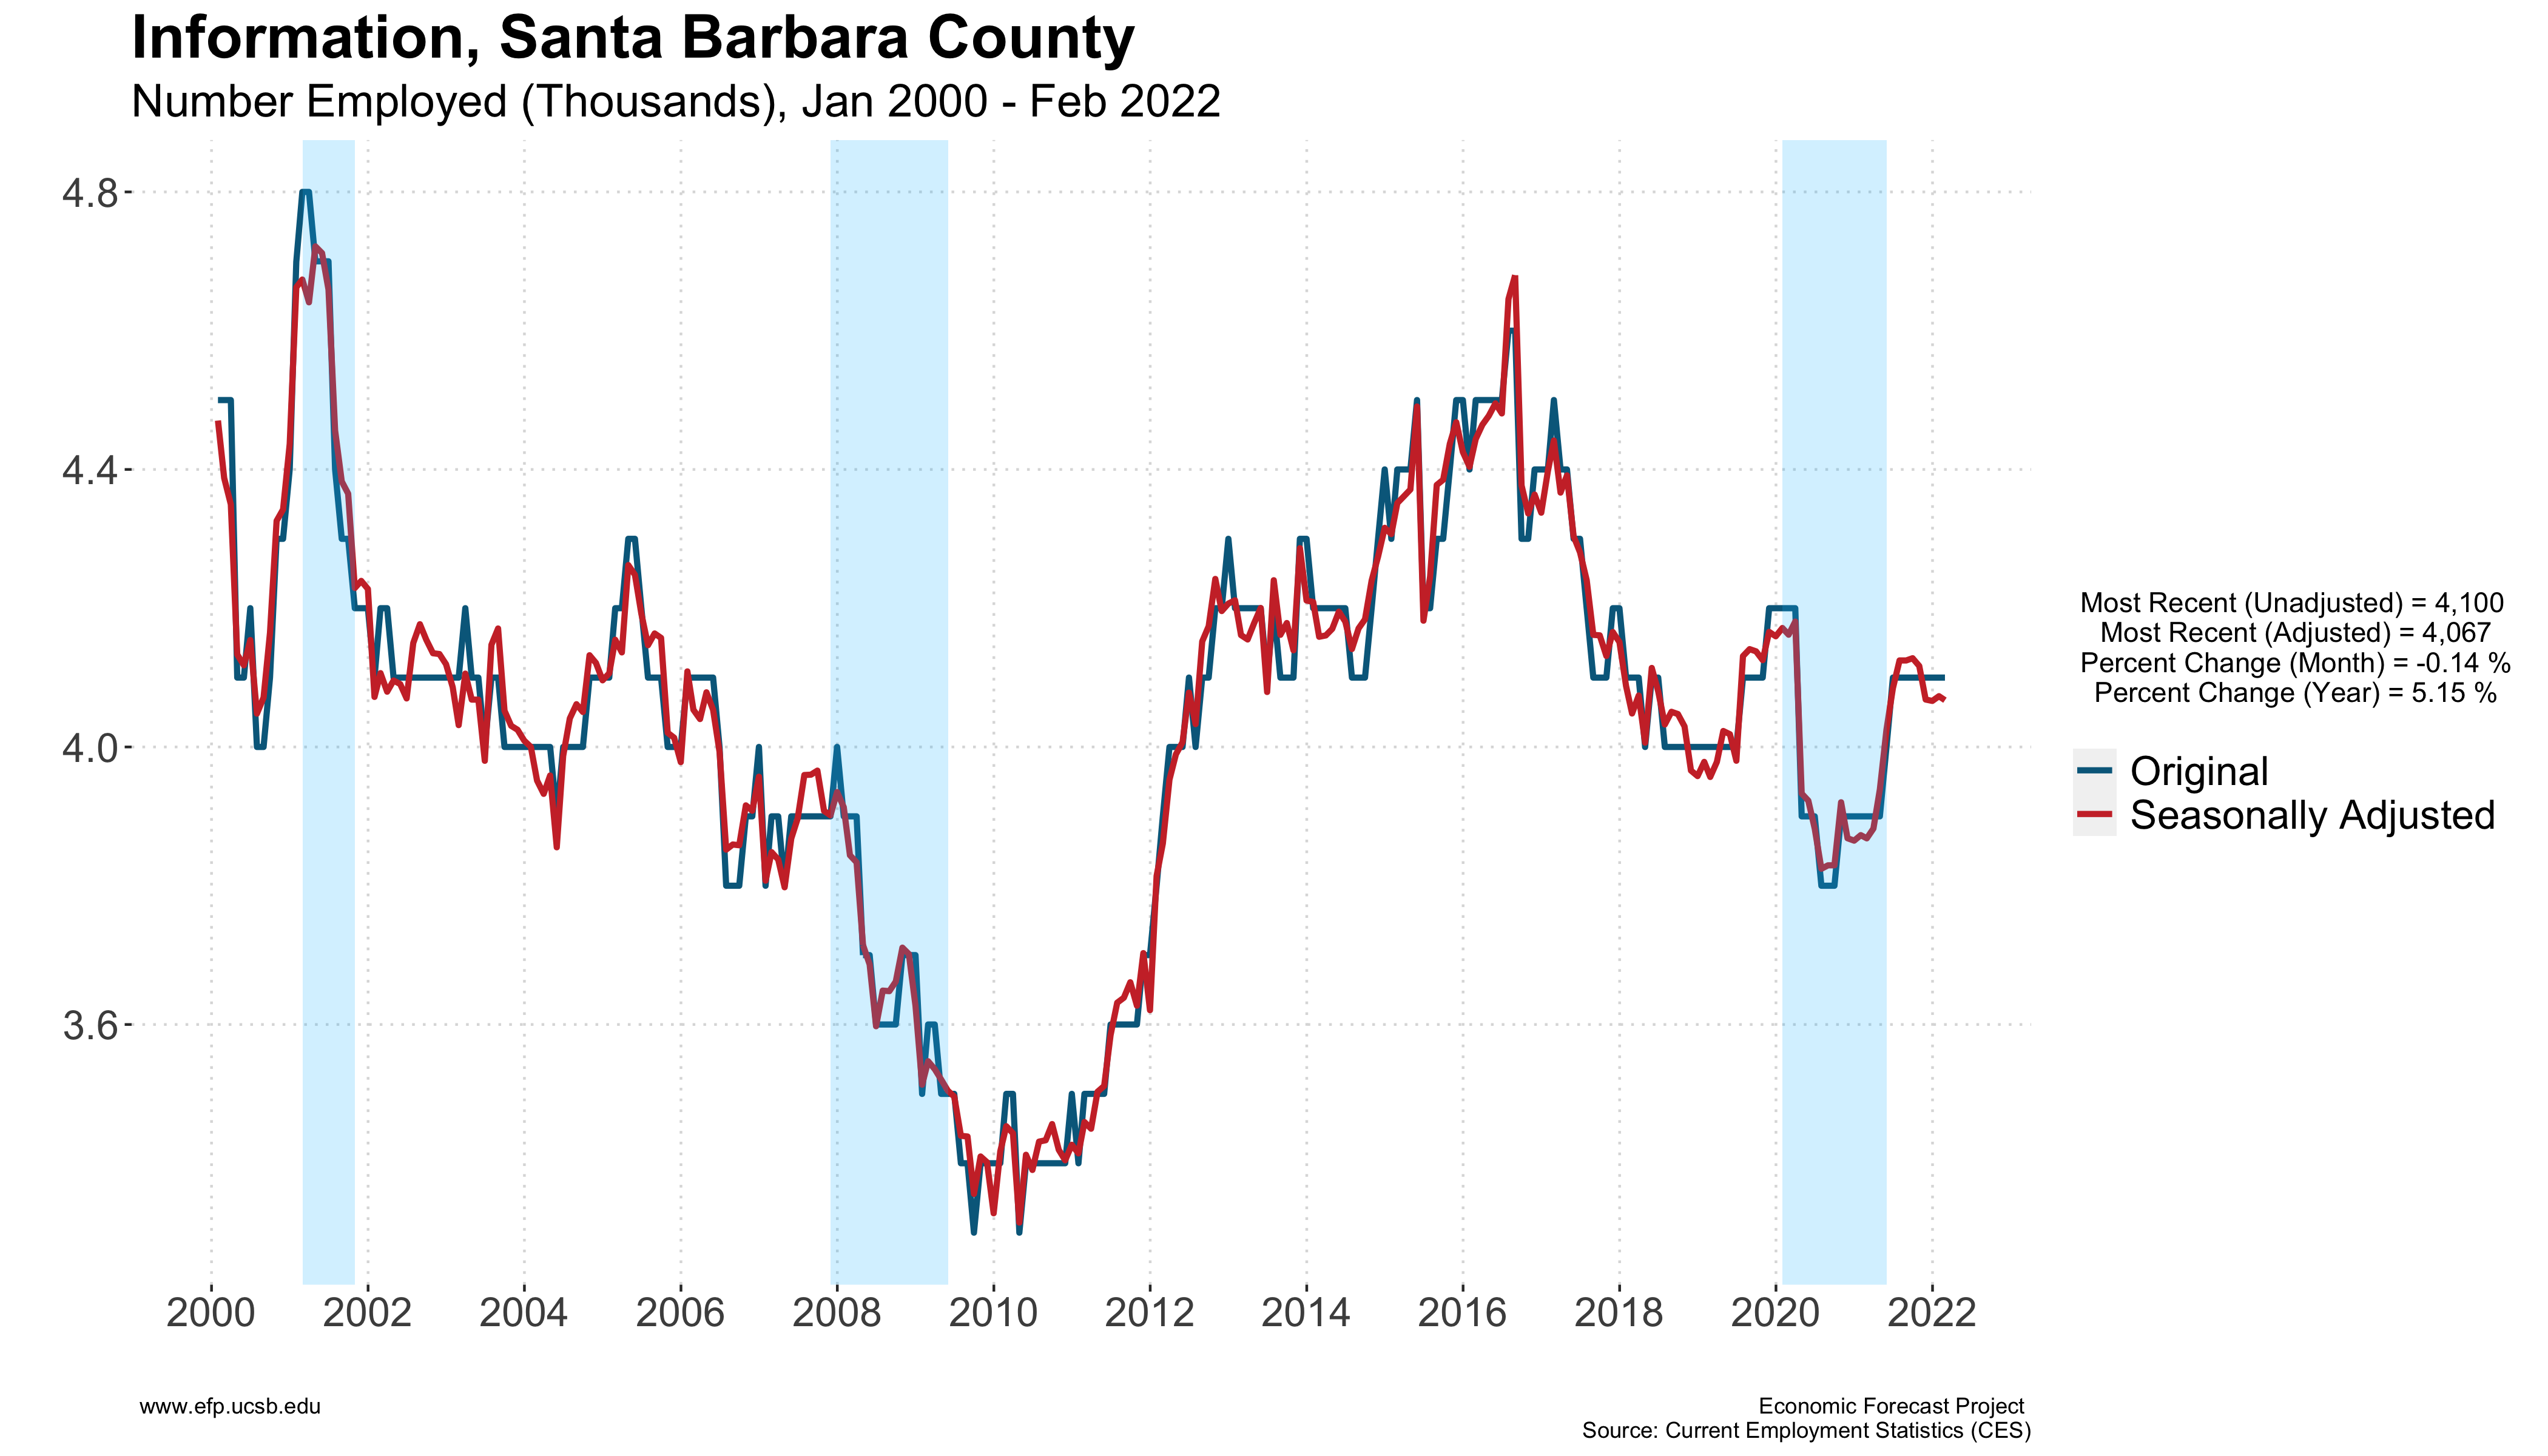 Information, Santa Barbara County
Number Employed (Thousands), Jan 2000 - Feb 2022
4.8
4.4
4.0
3.6
2000 2002 2004 2006 2008 2010 2012 2014 2016 2018 2020 2022
Most Recent (Unadjusted) = 4,100
Most Recent (Adjusted) = 4,067
Percent Change (Month) = -0.14 %
Percent Change (Year) = 5.15 %
Original
Seasonally Adjusted
www.efp.ucsb.edu
Economic Forecast Project
Source: Current Employment Statistics (CES)